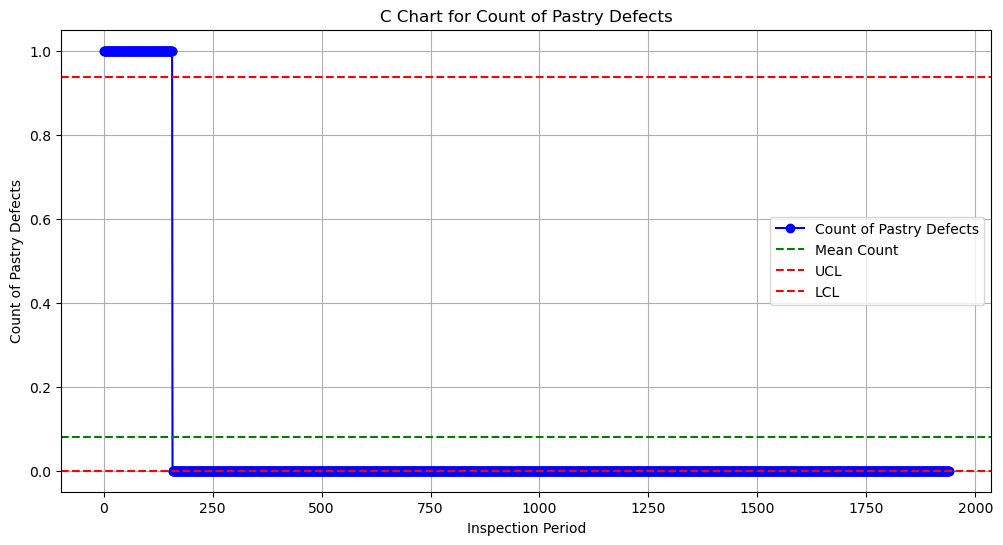 C Chart for Count of Pastry Defects
Count of Pastry Defects
1.0
0.8
0.6
0.4
0.2
0.0
Count of Pastry Defects
Mean Count
UCL
LCL
0 250 500 750 1000 1250 1500 1750 2000
Inspection Period